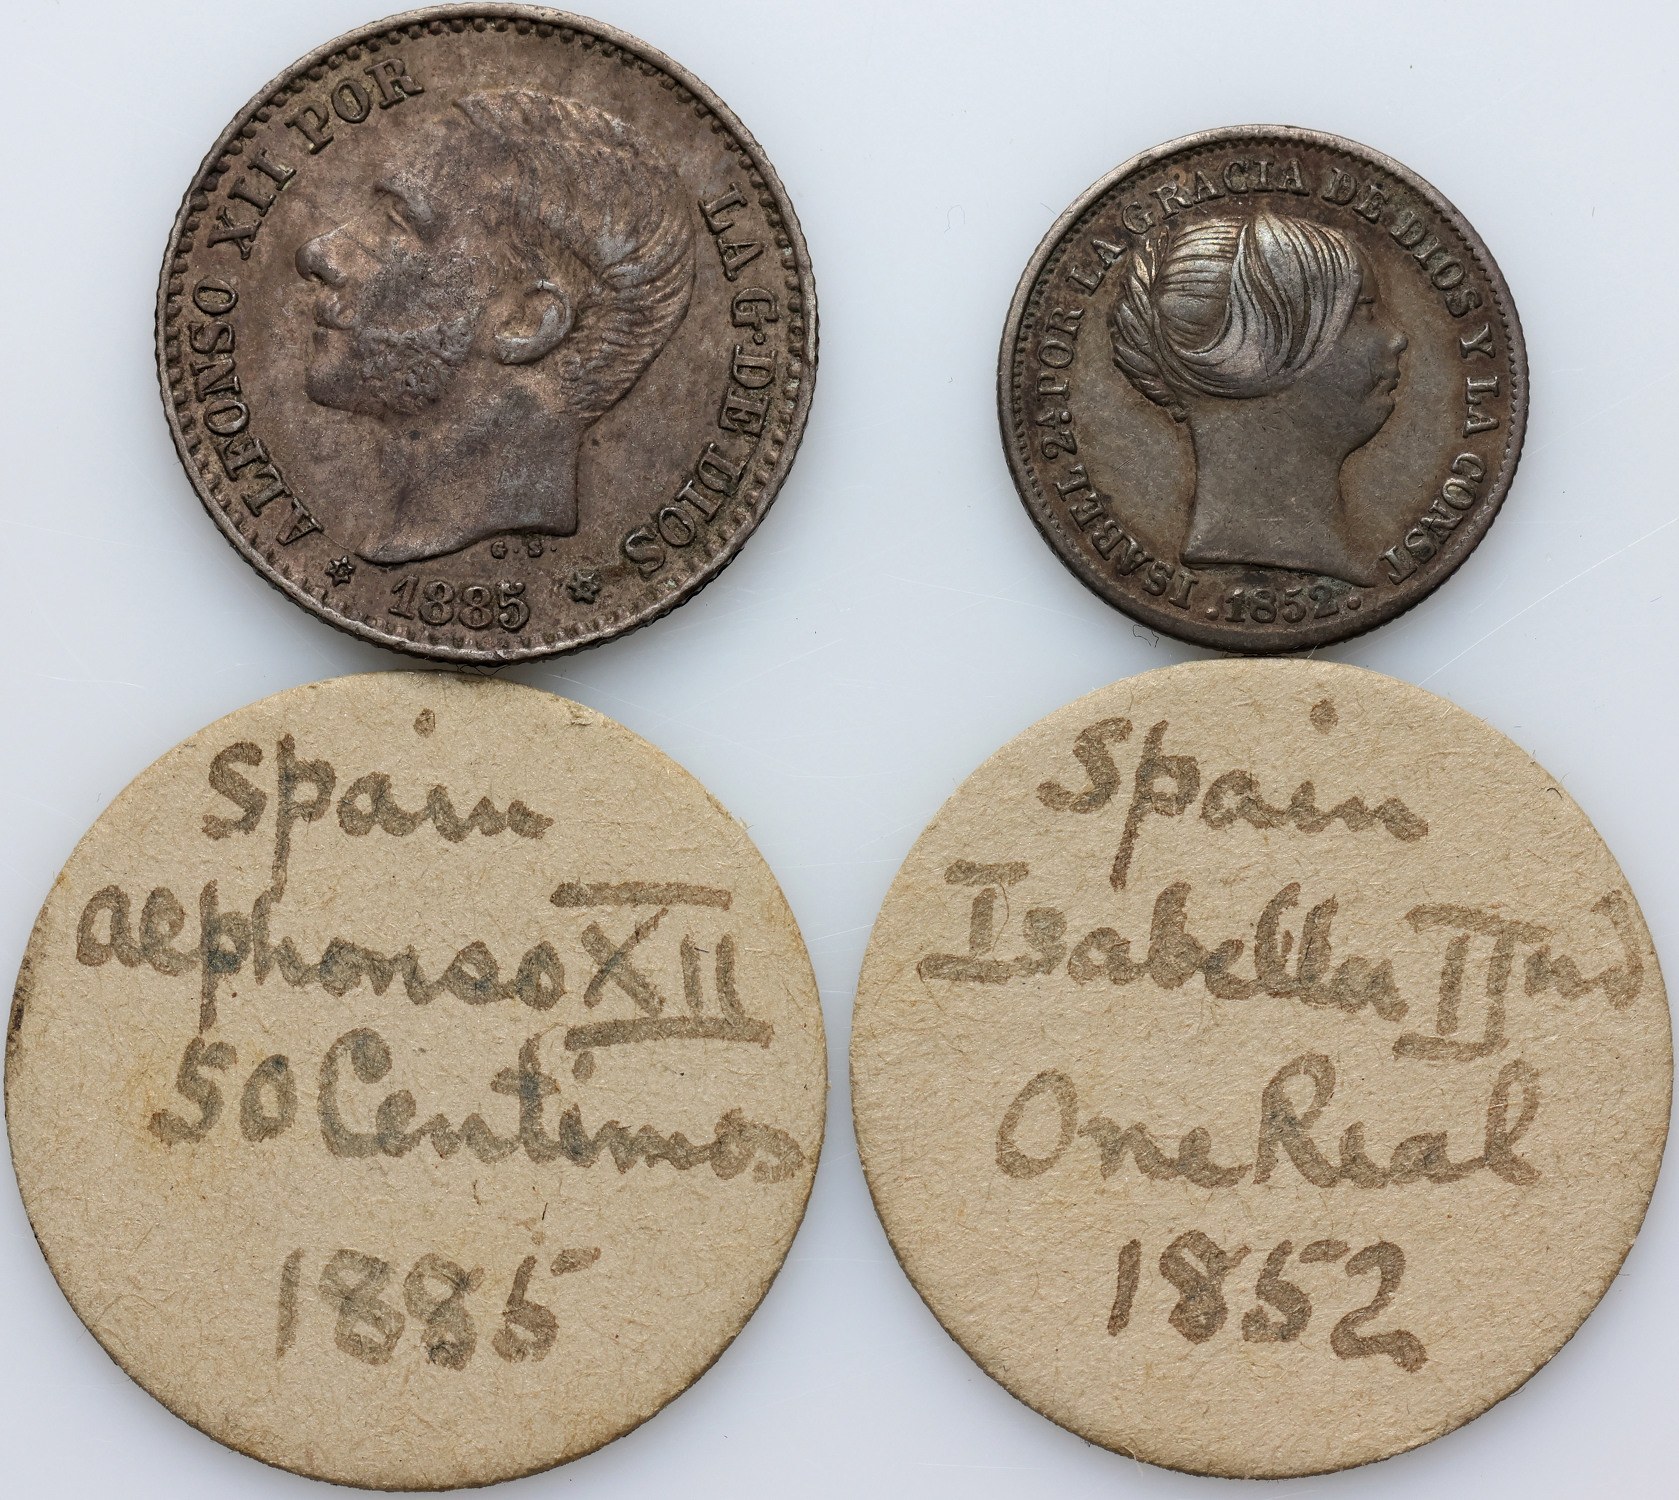 ALFONSO XII POR LA G. DE DIOS
G. S.
* 1885 *
ISABEL 2A. POR LA GRACIA DE DIOS Y LA CONST
. 1852 .
Spain
alphonso XII
50 Centimos
1885
Spain
Isabella IInd
One Real
1852